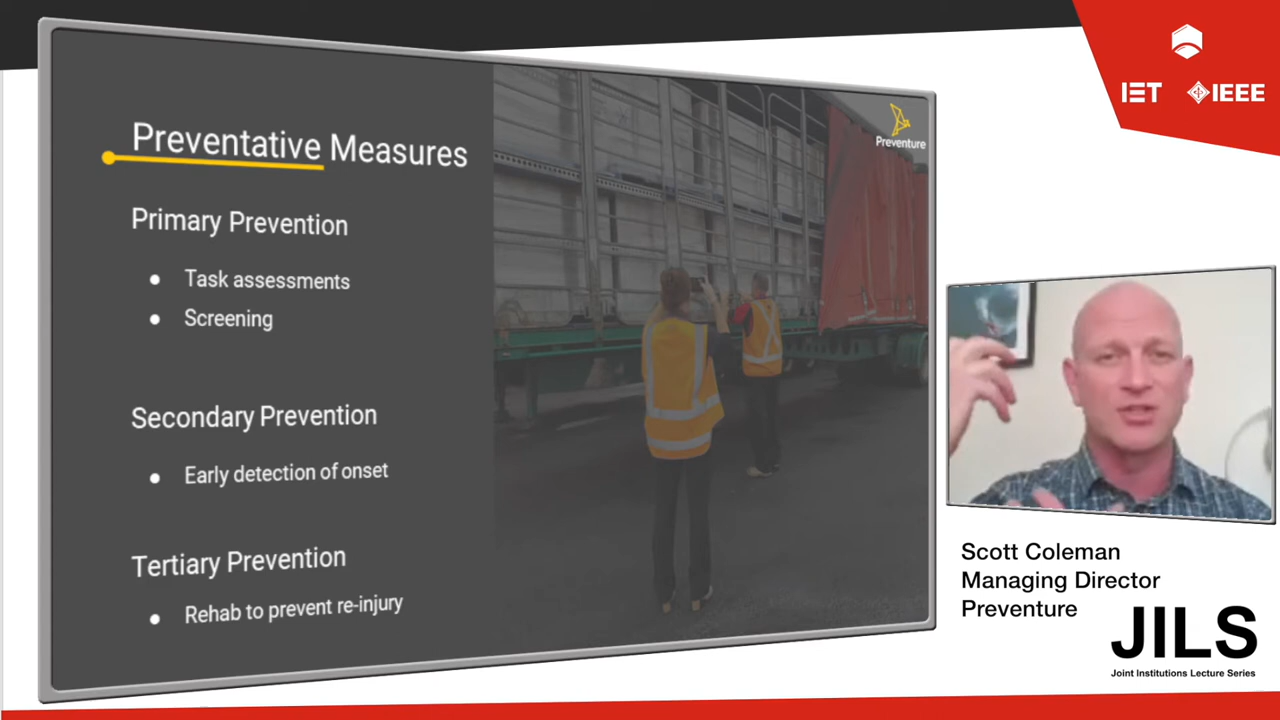 Preventative Measures
Primary Prevention
Task assessments
Screening
Secondary Prevention
Early detection of onset
Tertiary Prevention
Rehab to prevent re-injury
Preventure
IET
IEEE
Scott Coleman
Managing Director
Preventure
JILS
Joint Institutions Lecture Series